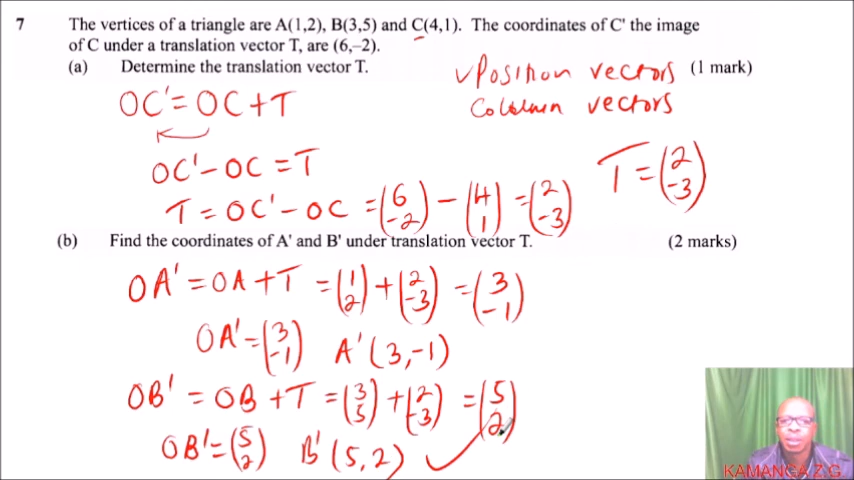 7 The vertices of a triangle are A(1,2), B(3,5) and C(4,1). The coordinates of C' the image
of C under a translation vector T, are (6,–2).
(a) Determine the translation vector T. (1 mark)
√Position vectors
Column vectors
OC' = OC + T
OC' - OC = T
T = OC' - OC = (6 -2) - (4 1) = (2 -3)
T = (2 -3)
(b) Find the coordinates of A' and B' under translation vector T. (2 marks)
OA' = OA + T = (1 2) + (2 -3) = (3 -1)
OA' = (3 -1) A' (3, -1)
OB' = OB + T = (3 5) + (2 -3) = (5 2)
OB' = (5 2) B' (5, 2) ✓
KAMANGA Z.G.